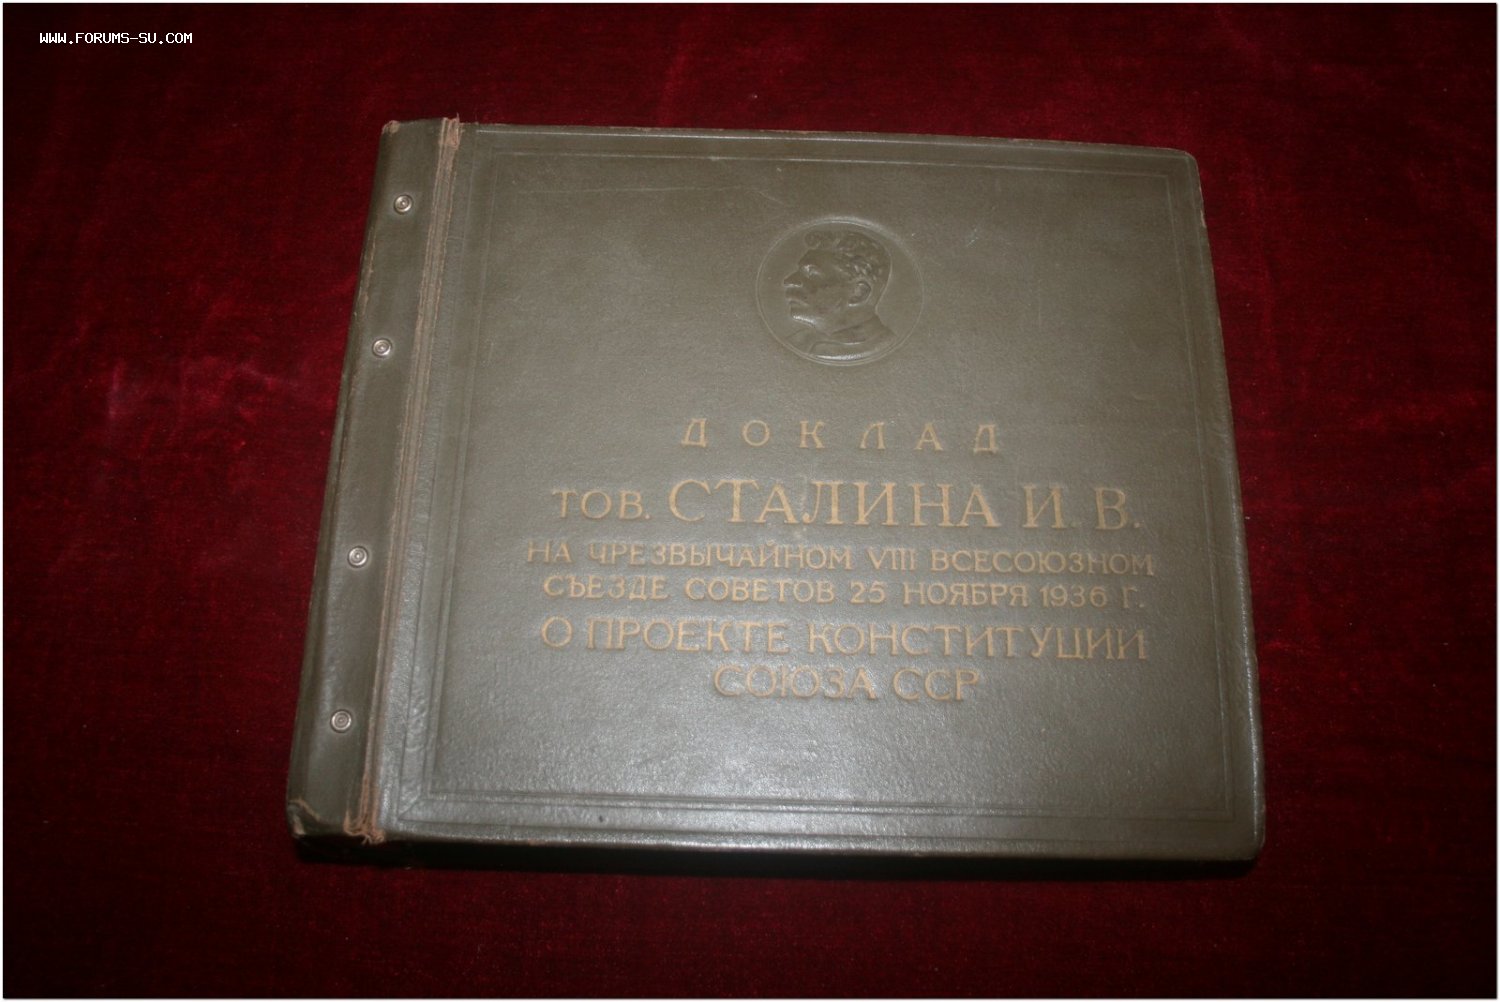 WWW.FORUMS-SU.COM
ДОКЛАД
ТОВ. СТАЛИНА И. В.
НА ЧРЕЗВЫЧАЙНОМ VIII ВСЕСОЮЗНОМ
СЪЕЗДЕ СОВЕТОВ 25 НОЯБРЯ 1936 Г.
О ПРОЕКТЕ КОНСТИТУЦИИ
СОЮЗА ССР